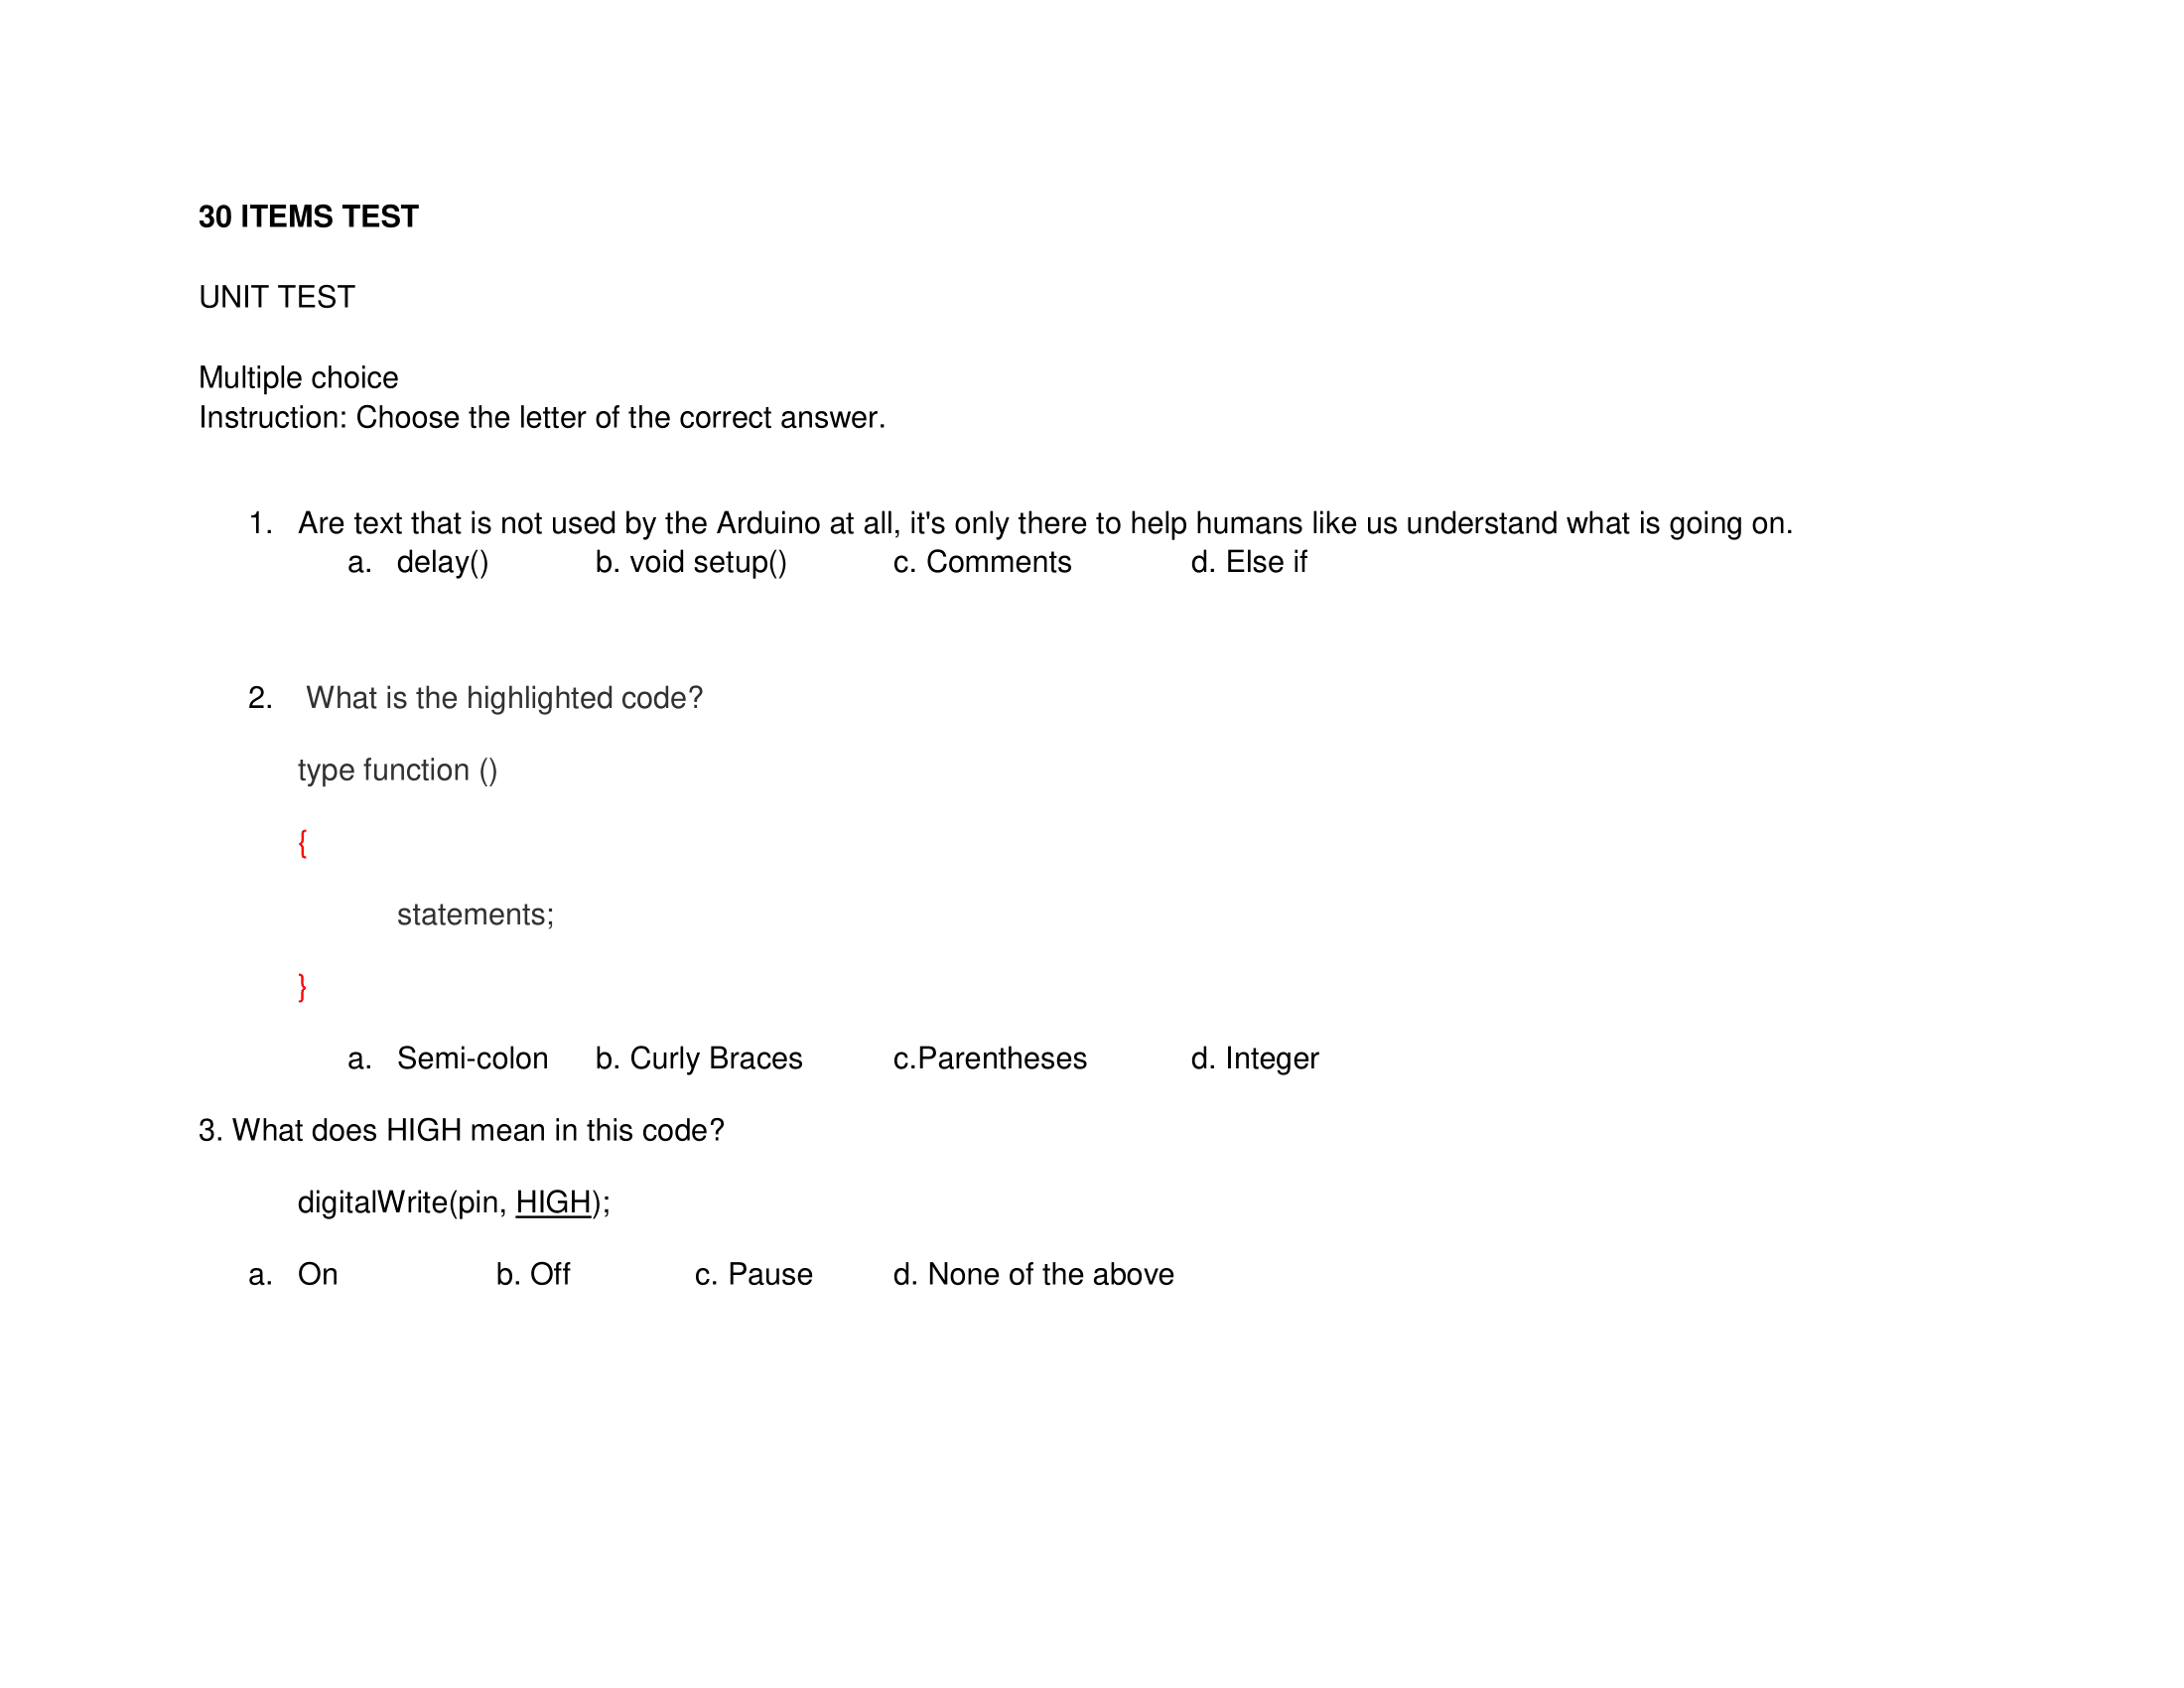 30 ITEMS TEST
UNIT TEST
Multiple choice
Instruction: Choose the letter of the correct answer.
1. Are text that is not used by the Arduino at all, it's only there to help humans like us understand what is going on.
a. delay() b. void setup() c. Comments d. Else if
2. What is the highlighted code?
type function ()
{
statements;
}
a. Semi-colon b. Curly Braces c.Parentheses d. Integer
3. What does HIGH mean in this code?
digitalWrite(pin, HIGH);
a. On b. Off c. Pause d. None of the above